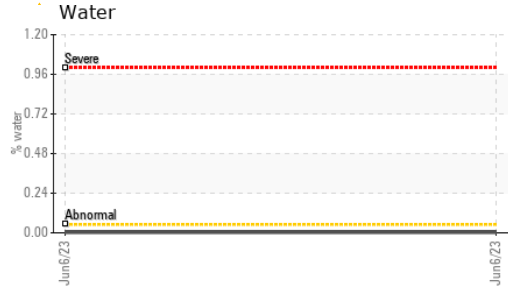 Water
1.20
0.96
0.72
0.48
0.24
0.00
% water
Severe
Abnormal
Jun6/23
Jun6/23